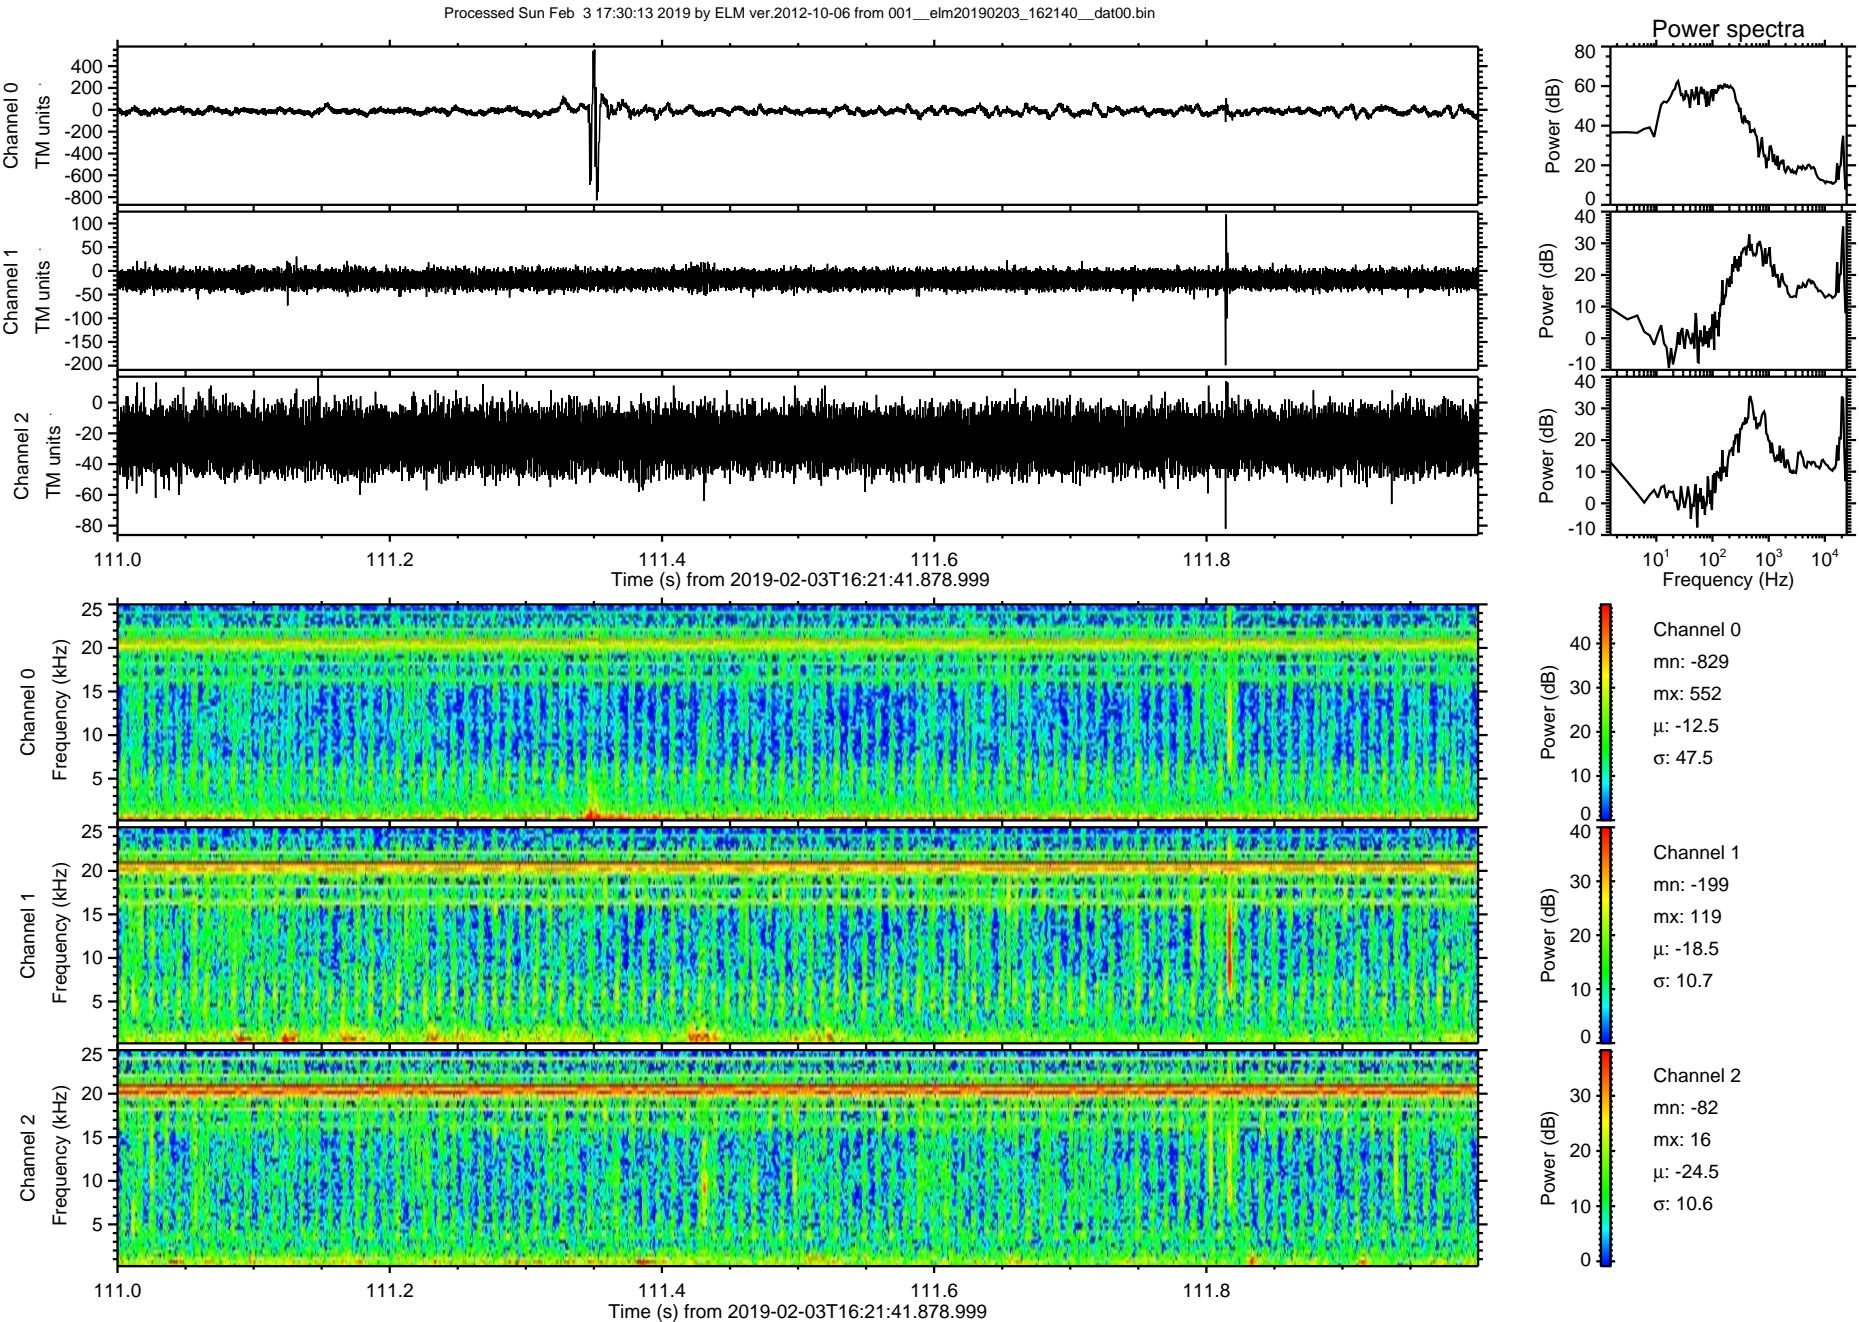 Processed Sun Feb  3 17:30:13 2019 by ELM ver.2012-10-06 from 001__elm20190203_162140__dat00.bin
Power spectra
Channel 0
TM units
400
200
0
-200
-400
-600
-800
Power (dB)
80
60
40
20
0
Channel 1
TM units
100
50
0
-50
-100
-150
-200
Power (dB)
40
30
20
10
0
-10
Channel 2
TM units
0
-20
-40
-60
-80
Power (dB)
40
30
20
10
0
-10
111.0 111.2 111.4 111.6 111.8
Time (s) from 2019-02-03T16:21:41.878.999
10¹ 10² 10³ 10⁴
Frequency (Hz)
Channel 0
Frequency (kHz)
25
20
15
10
5
Power (dB)
40
30
20
10
0
Channel 0
mn: -829
mx: 552
μ: -12.5
σ: 47.5
Channel 1
Frequency (kHz)
25
20
15
10
5
Power (dB)
40
30
20
10
0
Channel 1
mn: -199
mx: 119
μ: -18.5
σ: 10.7
Channel 2
Frequency (kHz)
25
20
15
10
5
Power (dB)
30
20
10
0
Channel 2
mn: -82
mx: 16
μ: -24.5
σ: 10.6
111.0 111.2 111.4 111.6 111.8
Time (s) from 2019-02-03T16:21:41.878.999